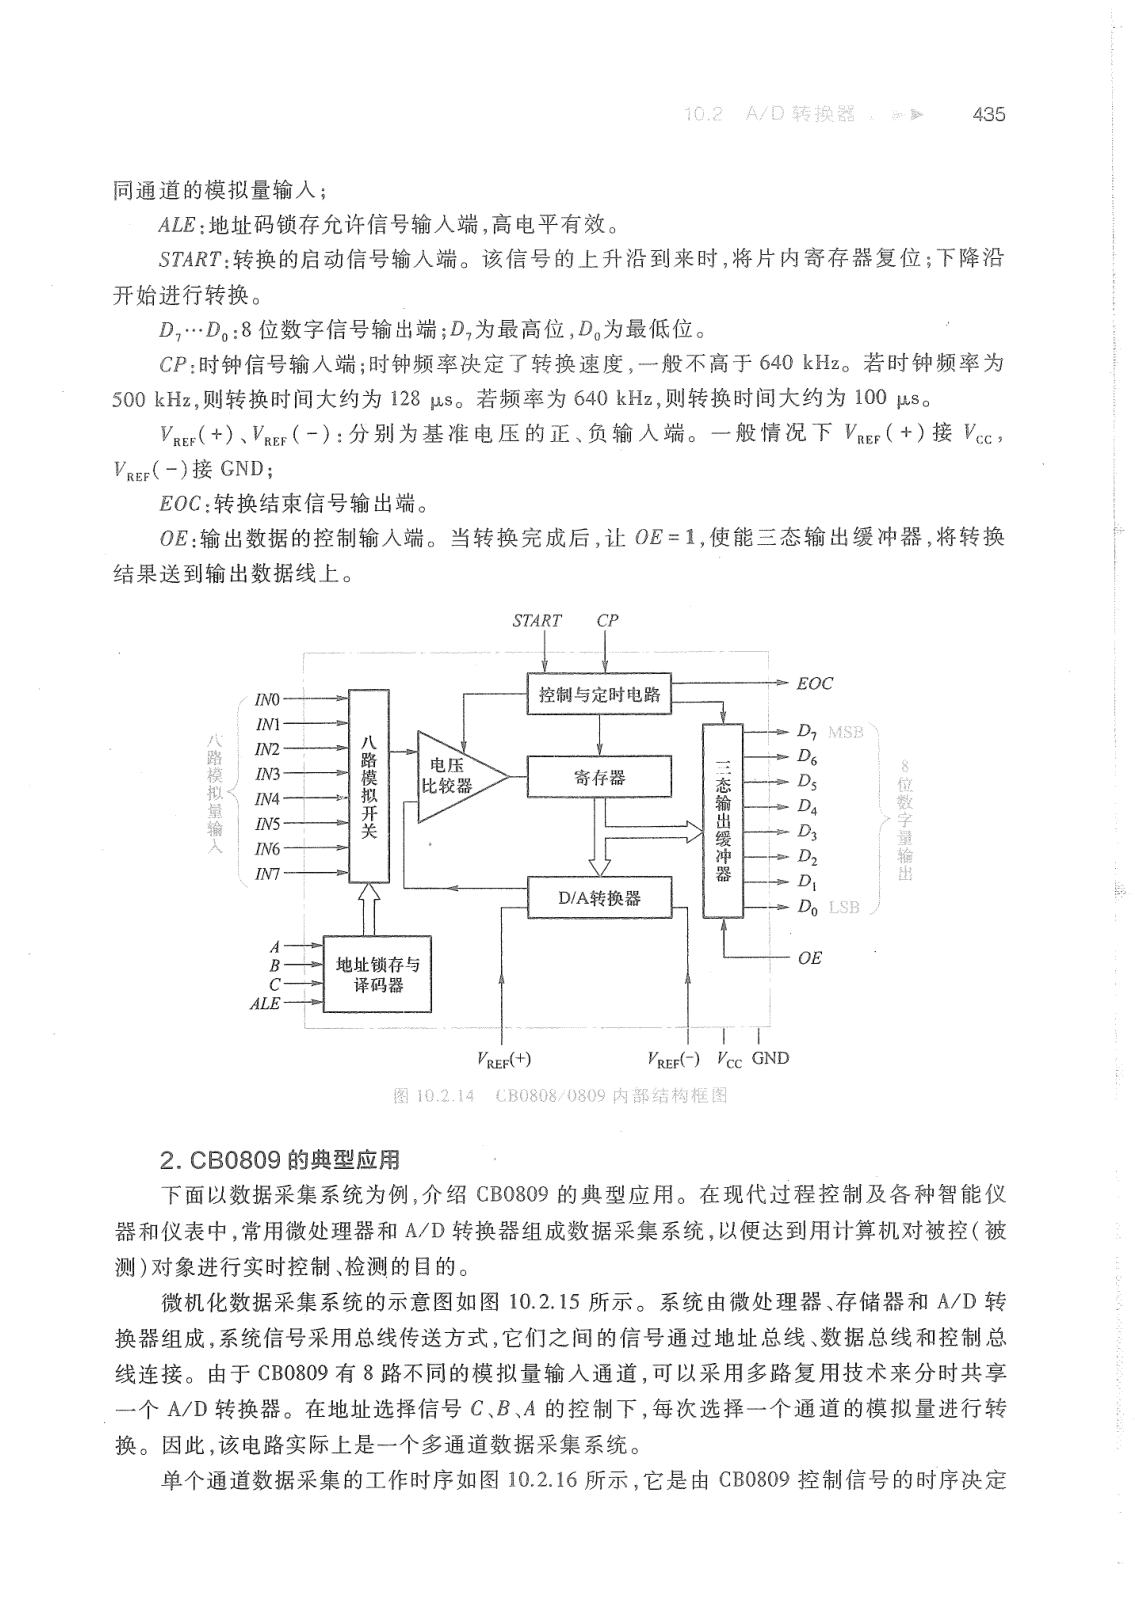 10.2 A/D 转换器 435
同通道的模拟量输入；
ALE：地址码锁存允许信号输入端，高电平有效。
START：转换的启动信号输入端。该信号的上升沿到来时，将片内寄存器复位；下降沿
开始进行转换。
D₇…D₀：8 位数字信号输出端；D₇为最高位，D₀为最低位。
CP：时钟信号输入端；时钟频率决定了转换速度，一般不高于 640 kHz。若时钟频率为
500 kHz，则转换时间大约为 128 μs。若频率为 640 kHz，则转换时间大约为 100 μs。
V_REF(+)、V_REF(-)：分别为基准电压的正、负输入端。一般情况下 V_REF(+)接 V_CC，
V_REF(-)接 GND；
EOC：转换结束信号输出端。
OE：输出数据的控制输入端。当转换完成后，让 OE=1，使能三态输出缓冲器，将转换
结果送到输出数据线上。
START CP
控制与定时电路
EOC
八路模拟量输入
IN0
IN1
IN2
IN3
IN4
IN5
IN6
IN7
八路模拟开关
电压
比较器
寄存器
D/A转换器
三态输出缓冲器
D₇ MSB
D₆
D₅
D₄
D₃
D₂
D₁
D₀ LSB
8位数字量输出
A
B
C
ALE
地址锁存与
译码器
OE
V_REF(+) V_REF(-) V_CC GND
图 10.2.14 CB0808/0809 内部结构框图
2. CB0809 的典型应用
下面以数据采集系统为例，介绍 CB0809 的典型应用。在现代过程控制及各种智能仪
器和仪表中，常用微处理器和 A/D 转换器组成数据采集系统，以便达到用计算机对被控（被
测）对象进行实时控制、检测的目的。
微机化数据采集系统的示意图如图 10.2.15 所示。系统由微处理器、存储器和 A/D 转
换器组成，系统信号采用总线传送方式，它们之间的信号通过地址总线、数据总线和控制总
线连接。由于 CB0809 有 8 路不同的模拟量输入通道，可以采用多路复用技术来分时共享
一个 A/D 转换器。在地址选择信号 C、B、A 的控制下，每次选择一个通道的模拟量进行转
换。因此，该电路实际上是一个多通道数据采集系统。
单个通道数据采集的工作时序如图 10.2.16 所示，它是由 CB0809 控制信号的时序决定